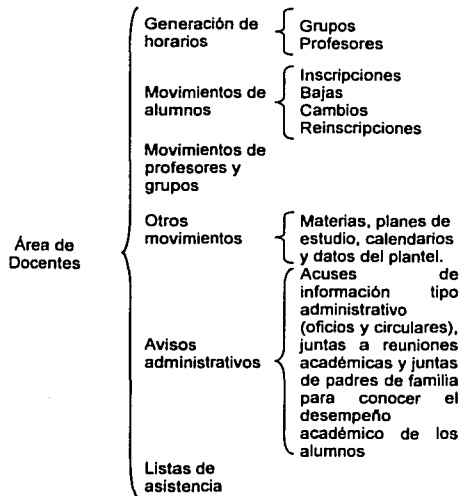 Área de
Docentes
Generación de
horarios
Grupos
Profesores
Movimientos de
alumnos
Inscripciones
Bajas
Cambios
Reinscripciones
Movimientos de
profesores y
grupos
Otros
movimientos
Materias, planes de
estudio, calendarios
y datos del plantel.
Avisos
administrativos
Acuses de
información tipo
administrativo
(oficios y circulares),
juntas a reuniones
académicas y juntas
de padres de familia
para conocer el
desempeño
académico de los
alumnos
Listas de
asistencia